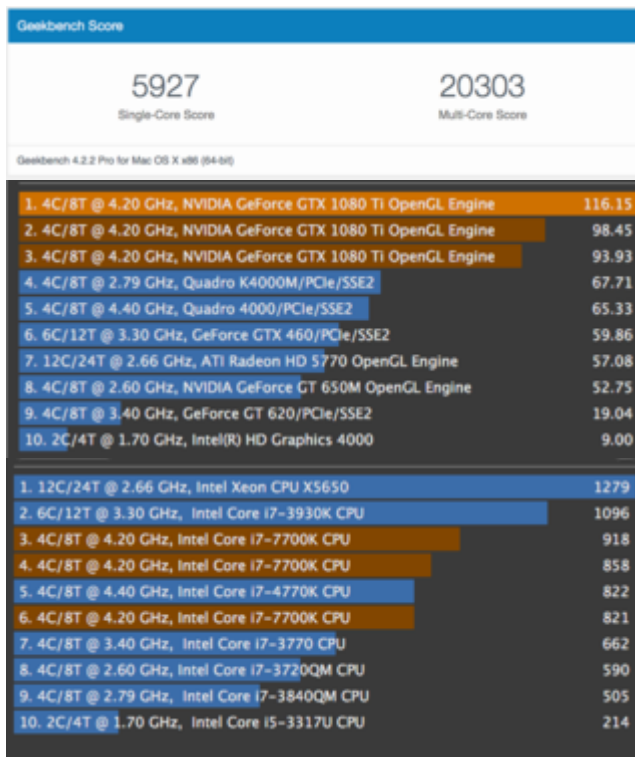 Geekbench Score
5927 20303
Single-Core Score Multi-Core Score
Geekbench 4.2.2 Pro for Mac OS X x86 (64-bit)
1. 4C/8T @ 4.20 GHz, NVIDIA GeForce GTX 1080 Ti OpenGL Engine 116.15
2. 4C/8T @ 4.20 GHz, NVIDIA GeForce GTX 1080 Ti OpenGL Engine 98.45
3. 4C/8T @ 4.20 GHz, NVIDIA GeForce GTX 1080 Ti OpenGL Engine 93.93
4. 4C/8T @ 2.79 GHz, Quadro K4000M/PCIe/SSE2 67.71
5. 4C/8T @ 4.40 GHz, Quadro 4000/PCIe/SSE2 65.33
6. 6C/12T @ 3.30 GHz, GeForce GTX 460/PCIe/SSE2 59.86
7. 12C/24T @ 2.66 GHz, ATI Radeon HD 5770 OpenGL Engine 57.08
8. 4C/8T @ 2.60 GHz, NVIDIA GeForce GT 650M OpenGL Engine 52.75
9. 4C/8T @ 3.40 GHz, GeForce GT 620/PCIe/SSE2 19.04
10. 2C/4T @ 1.70 GHz, Intel(R) HD Graphics 4000 9.00
1. 12C/24T @ 2.66 GHz, Intel Xeon CPU X5650 1279
2. 6C/12T @ 3.30 GHz, Intel Core i7-3930K CPU 1096
3. 4C/8T @ 4.20 GHz, Intel Core i7-7700K CPU 918
4. 4C/8T @ 4.20 GHz, Intel Core i7-7700K CPU 858
5. 4C/8T @ 4.40 GHz, Intel Core i7-4770K CPU 822
6. 4C/8T @ 4.20 GHz, Intel Core i7-7700K CPU 821
7. 4C/8T @ 3.40 GHz, Intel Core i7-3770 CPU 662
8. 4C/8T @ 2.60 GHz, Intel Core i7-3720QM CPU 590
9. 4C/8T @ 2.79 GHz, Intel Core i7-3840QM CPU 505
10. 2C/4T @ 1.70 GHz, Intel Core i5-3317U CPU 214